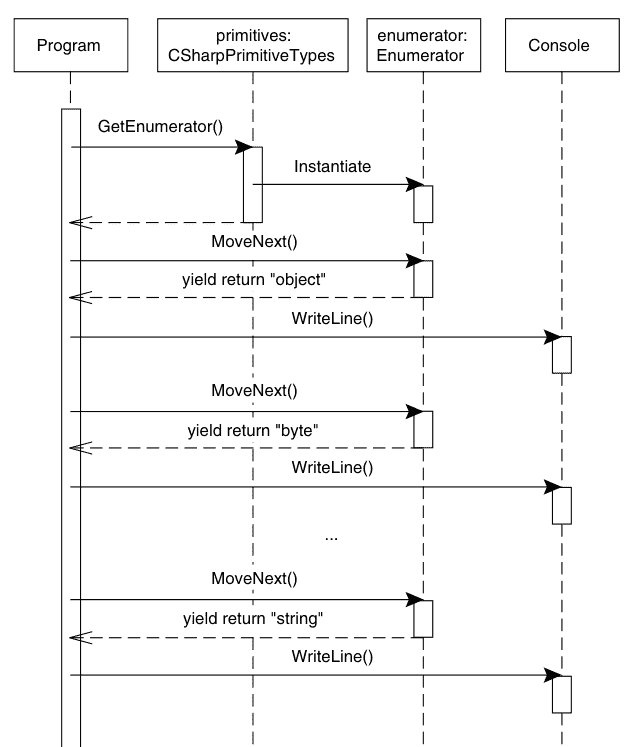 Program
primitives:
CSharpPrimitiveTypes
enumerator:
Enumerator
Console
GetEnumerator()
Instantiate
MoveNext()
yield return "object"
WriteLine()
MoveNext()
yield return "byte"
WriteLine()
...
MoveNext()
yield return "string"
WriteLine()